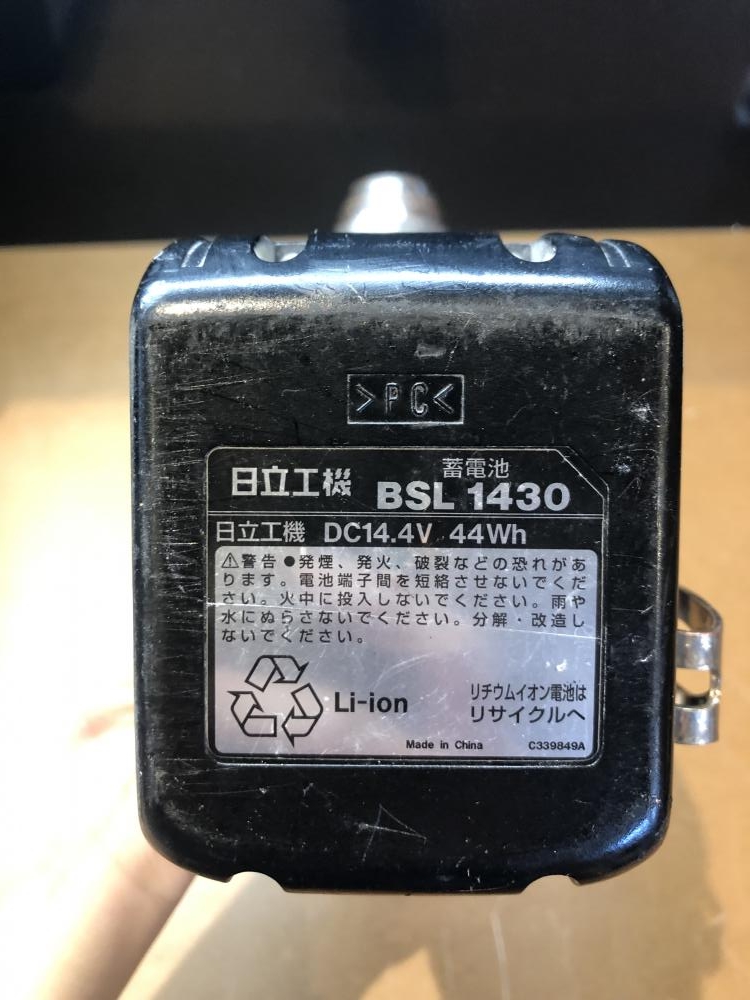 >PC<
蓄電池
日立工機 BSL 1430
日立工機 DC14.4V 44Wh
⚠警告 ●発煙、発火、破裂などの恐れがあ
ります。電池端子間を短絡させないでくだ
さい。火中に投入しないでください。雨や
水にぬらさないでください。分解・改造し
ないでください。
Li-ion
リチウムイオン電池は
リサイクルへ
Made in China C339849A